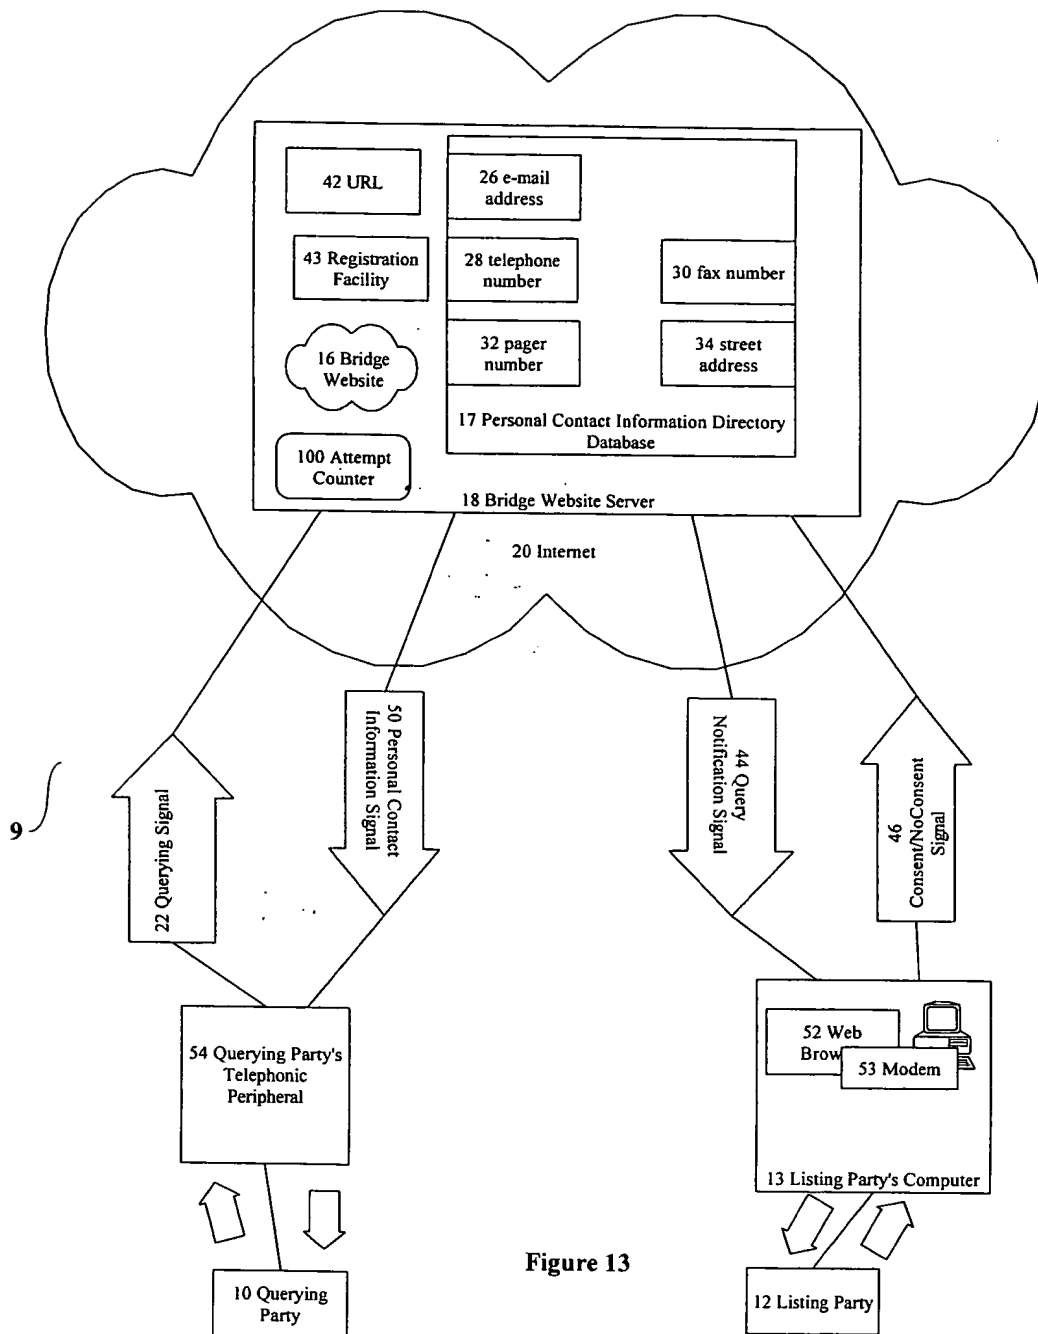 42 URL
26 e-mail
address
43 Registration
Facility
28 telephone
number
30 fax number
16 Bridge
Website
32 pager
number
34 street
address
17 Personal Contact Information Directory
Database
100 Attempt
Counter
18 Bridge Website Server
20 Internet
9
22 Querying Signal
50 Personal Contact
Information Signal
44 Query
Notification Signal
46
Consent/NoConsent
Signal
54 Querying Party's
Telephonic
Peripheral
52 Web
Brow
53 Modem
13 Listing Party's Computer
Figure 13
10 Querying
Party
12 Listing Party